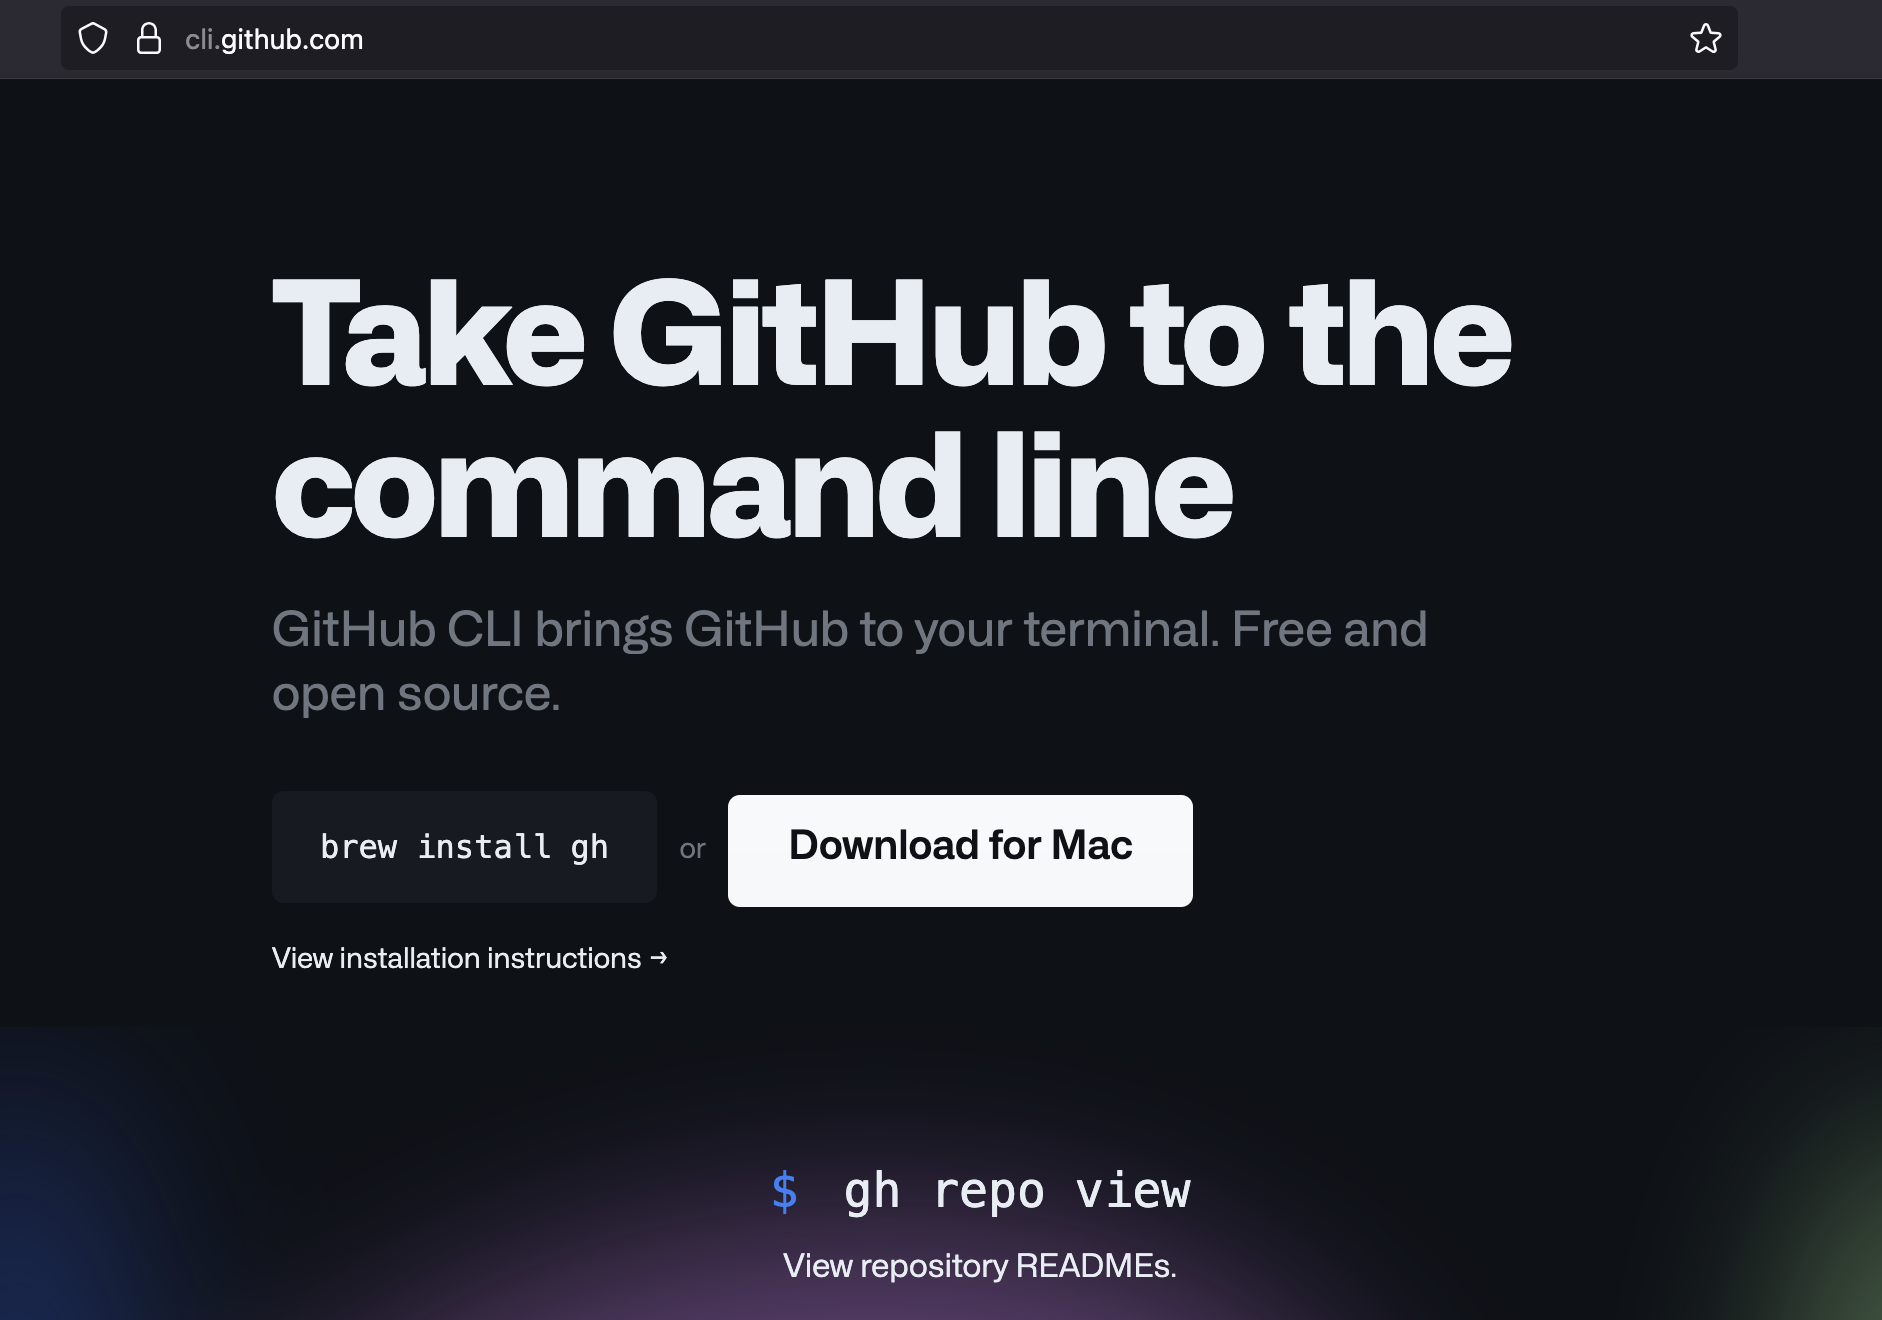 cli.github.com
Take GitHub to the
command line
GitHub CLI brings GitHub to your terminal. Free and
open source.
brew install gh or Download for Mac
View installation instructions →
$ gh repo view
View repository READMEs.